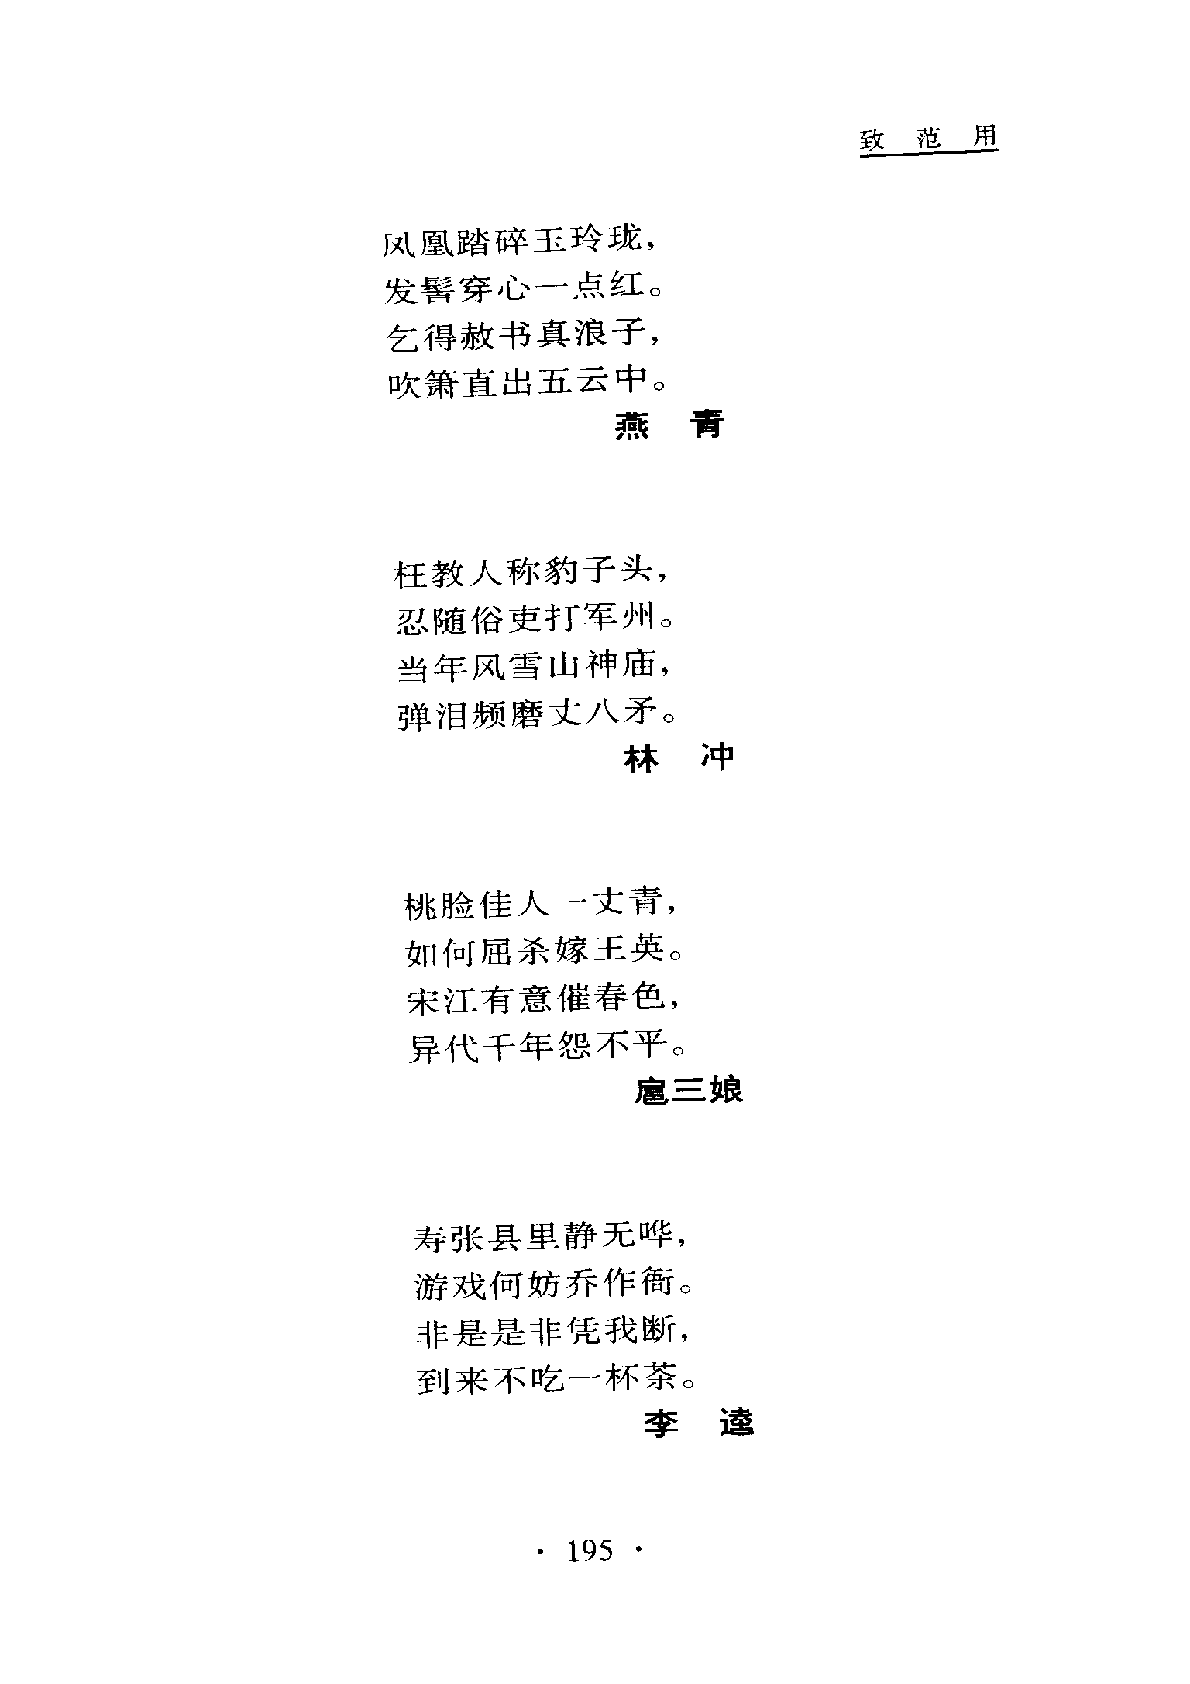 致 范 用
凤凰踏碎玉玲珑，
发髻穿心一点红。
乞得赦书真浪子，
吹箫直出五云中。
燕 青
枉教人称豹子头，
忍随俗吏打军州。
当年风雪山神庙，
弹泪频磨丈八矛。
林 冲
桃脸佳人一丈青，
如何屈杀嫁王英。
宋江有意催春色，
异代千年怨不平。
扈三娘
寿张县里静无哗，
游戏何妨乔作衙。
非是是非凭我断，
到来不吃一杯茶。
李 逵
· 195 ·